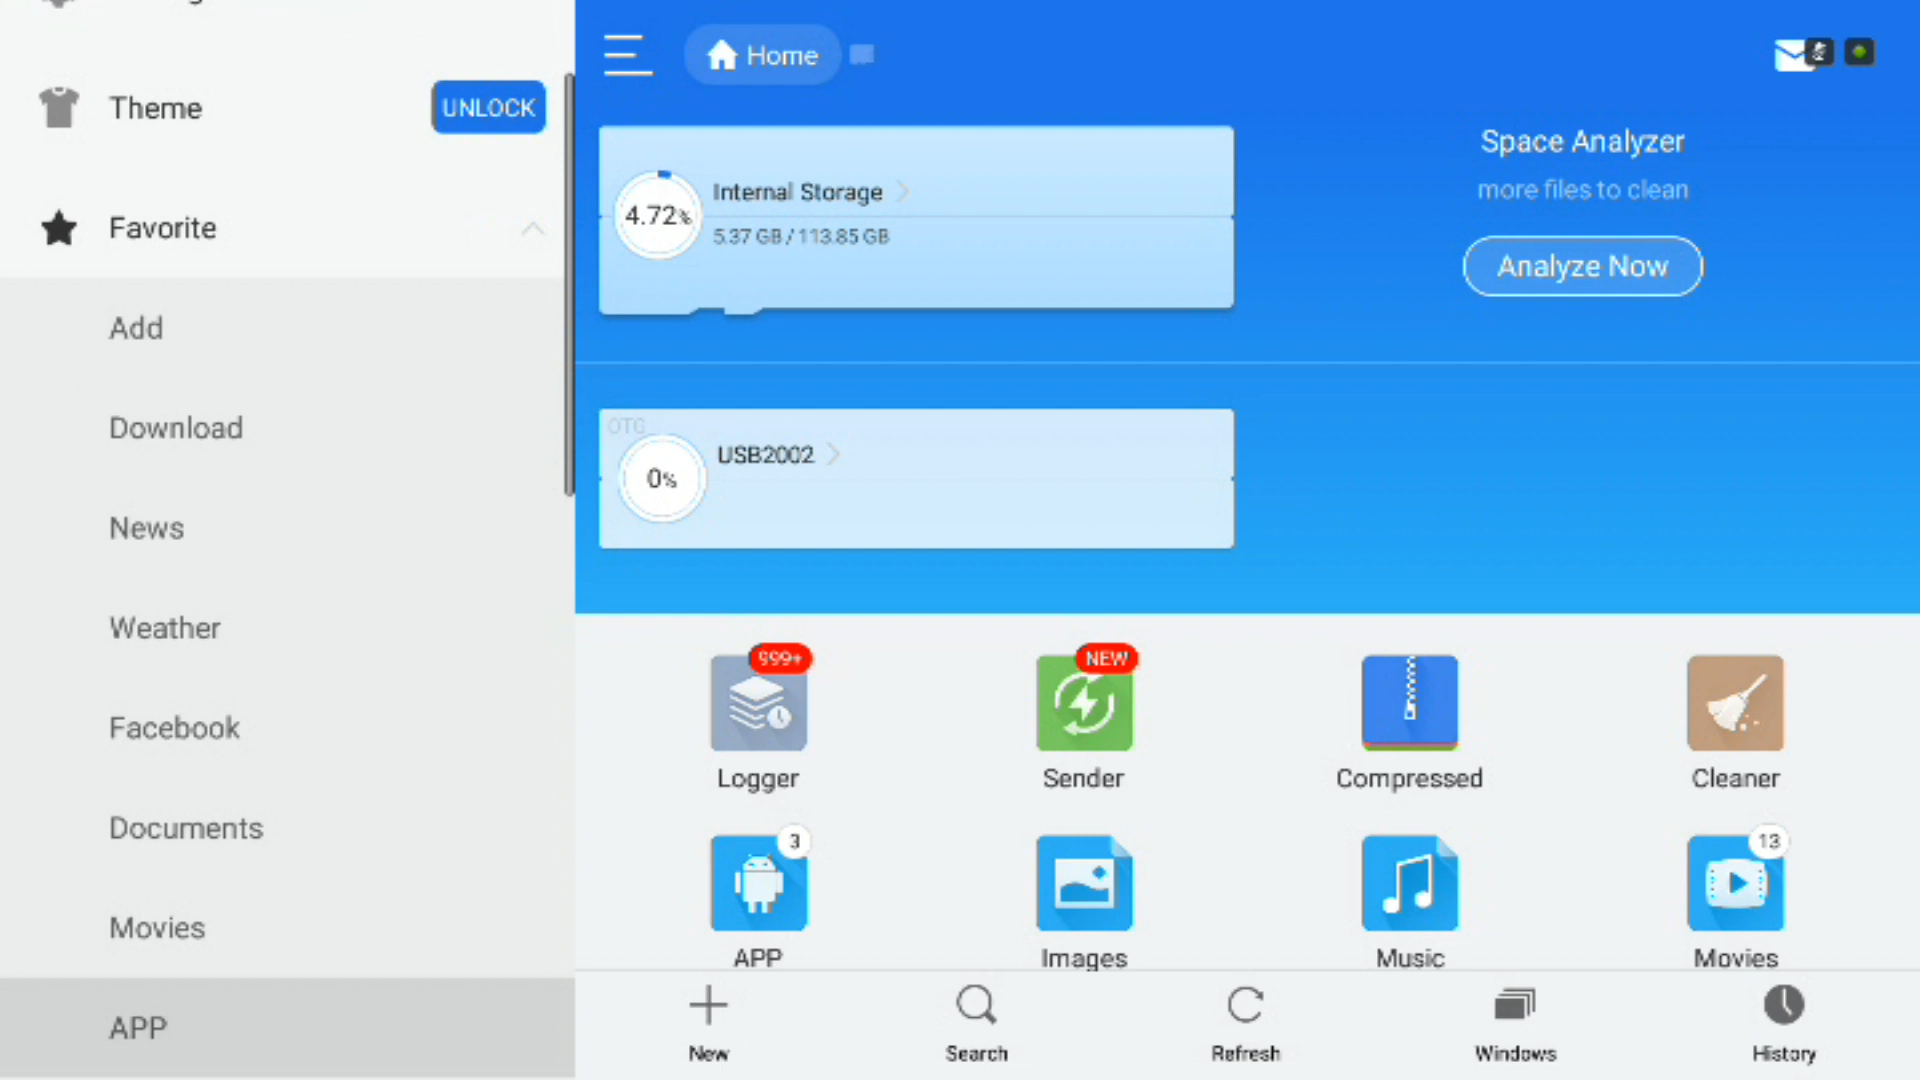 Theme
UNLOCK
Favorite
Add
Download
News
Weather
Facebook
Documents
Movies
APP
Home
Internal Storage
4.72%
5.37 GB / 113.85 GB
Space Analyzer
more files to clean
Analyze Now
OTG
USB2002
0%
999+
NEW
Logger
Sender
Compressed
Cleaner
3
13
APP
Images
Music
Movies
New
Search
Refresh
Windows
History